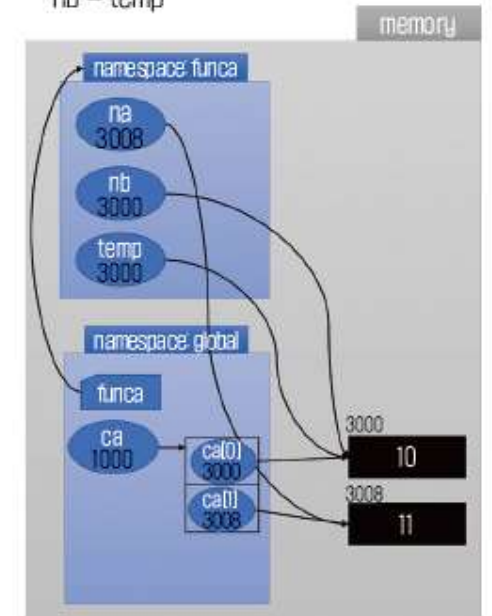 nb = temp
memory
namespace: funca
na
3008
nb
3000
temp
3000
namespace: global
funca
ca
1000
ca[0]
3000
ca[1]
3008
3000
10
3008
11